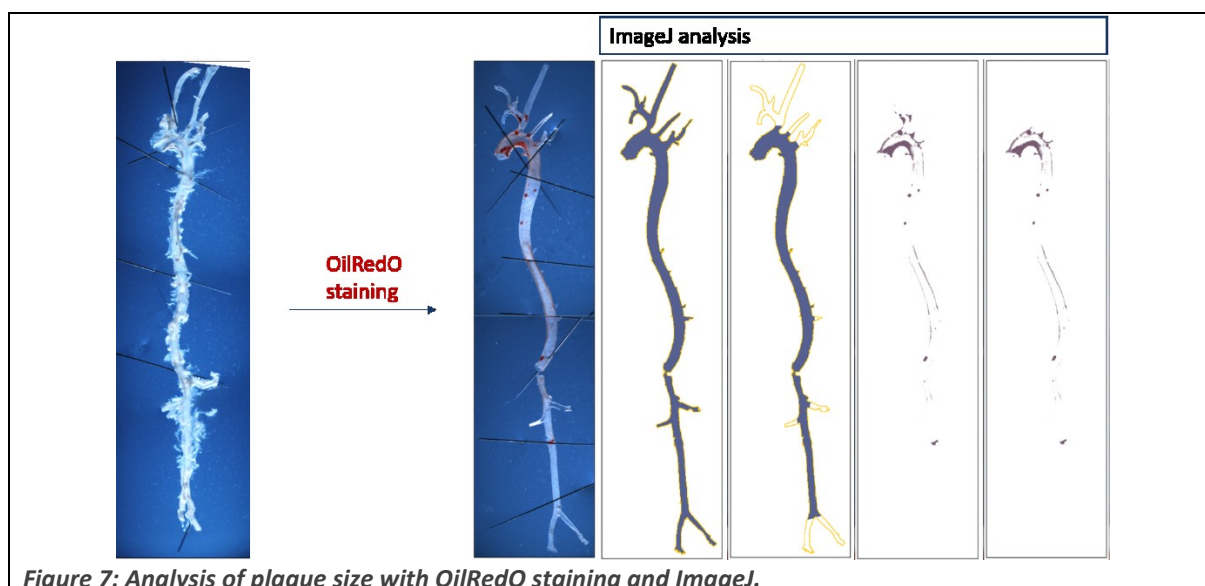 ImageJ analysis
OilRedO
staining
Figure 7: Analysis of plaque size with OilRedO staining and ImageJ.